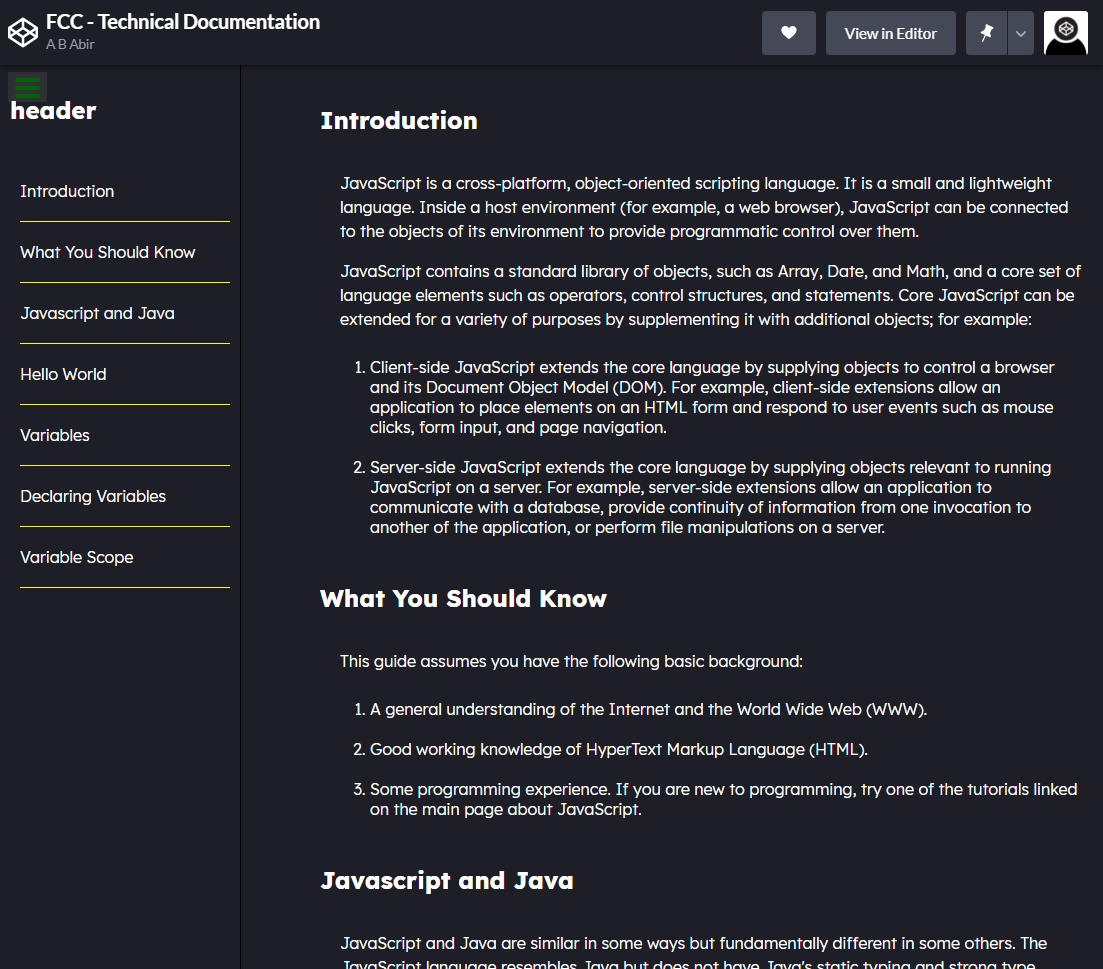 FCC - Technical Documentation
A B Abir
View in Editor
header
Introduction
What You Should Know
Javascript and Java
Hello World
Variables
Declaring Variables
Variable Scope
Introduction
JavaScript is a cross-platform, object-oriented scripting language. It is a small and lightweight
language. Inside a host environment (for example, a web browser), JavaScript can be connected
to the objects of its environment to provide programmatic control over them.
JavaScript contains a standard library of objects, such as Array, Date, and Math, and a core set of
language elements such as operators, control structures, and statements. Core JavaScript can be
extended for a variety of purposes by supplementing it with additional objects; for example:
1. Client-side JavaScript extends the core language by supplying objects to control a browser
and its Document Object Model (DOM). For example, client-side extensions allow an
application to place elements on an HTML form and respond to user events such as mouse
clicks, form input, and page navigation.
2. Server-side JavaScript extends the core language by supplying objects relevant to running
JavaScript on a server. For example, server-side extensions allow an application to
communicate with a database, provide continuity of information from one invocation to
another of the application, or perform file manipulations on a server.
What You Should Know
This guide assumes you have the following basic background:
1. A general understanding of the Internet and the World Wide Web (WWW).
2. Good working knowledge of HyperText Markup Language (HTML).
3. Some programming experience. If you are new to programming, try one of the tutorials linked
on the main page about JavaScript.
Javascript and Java
JavaScript and Java are similar in some ways but fundamentally different in some others. The
JavaScript language resembles Java but does not have Java's static typing and strong type